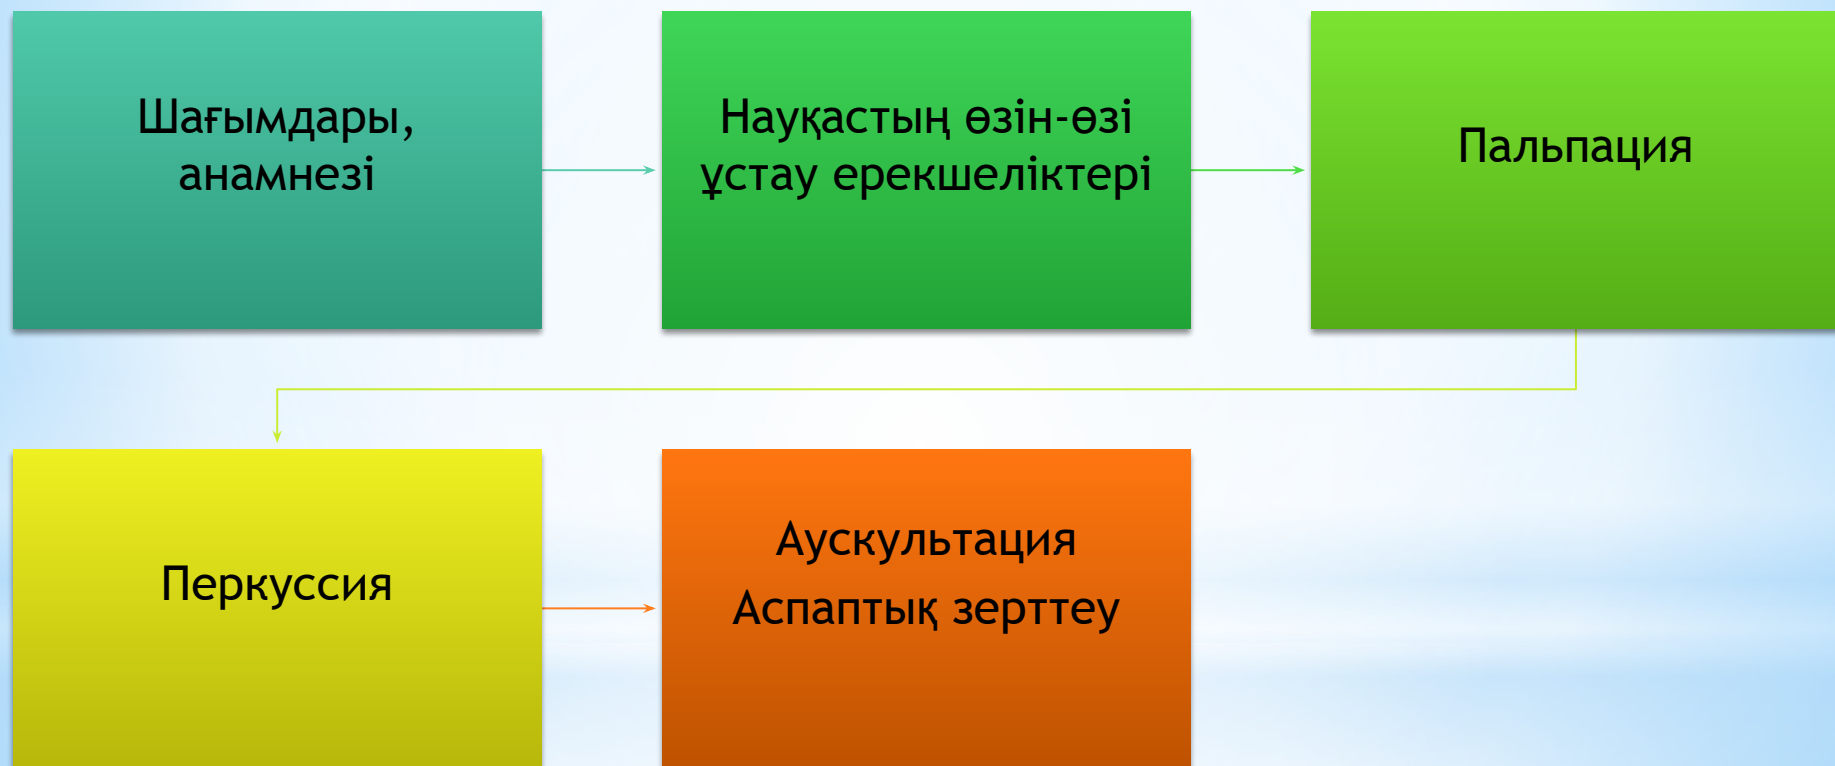 Шағымдары,
анамнезі
Науқастың өзін-өзі
ұстау ерекшеліктері
Пальпация
Перкуссия
Аускультация
Аспаптық зерттеу